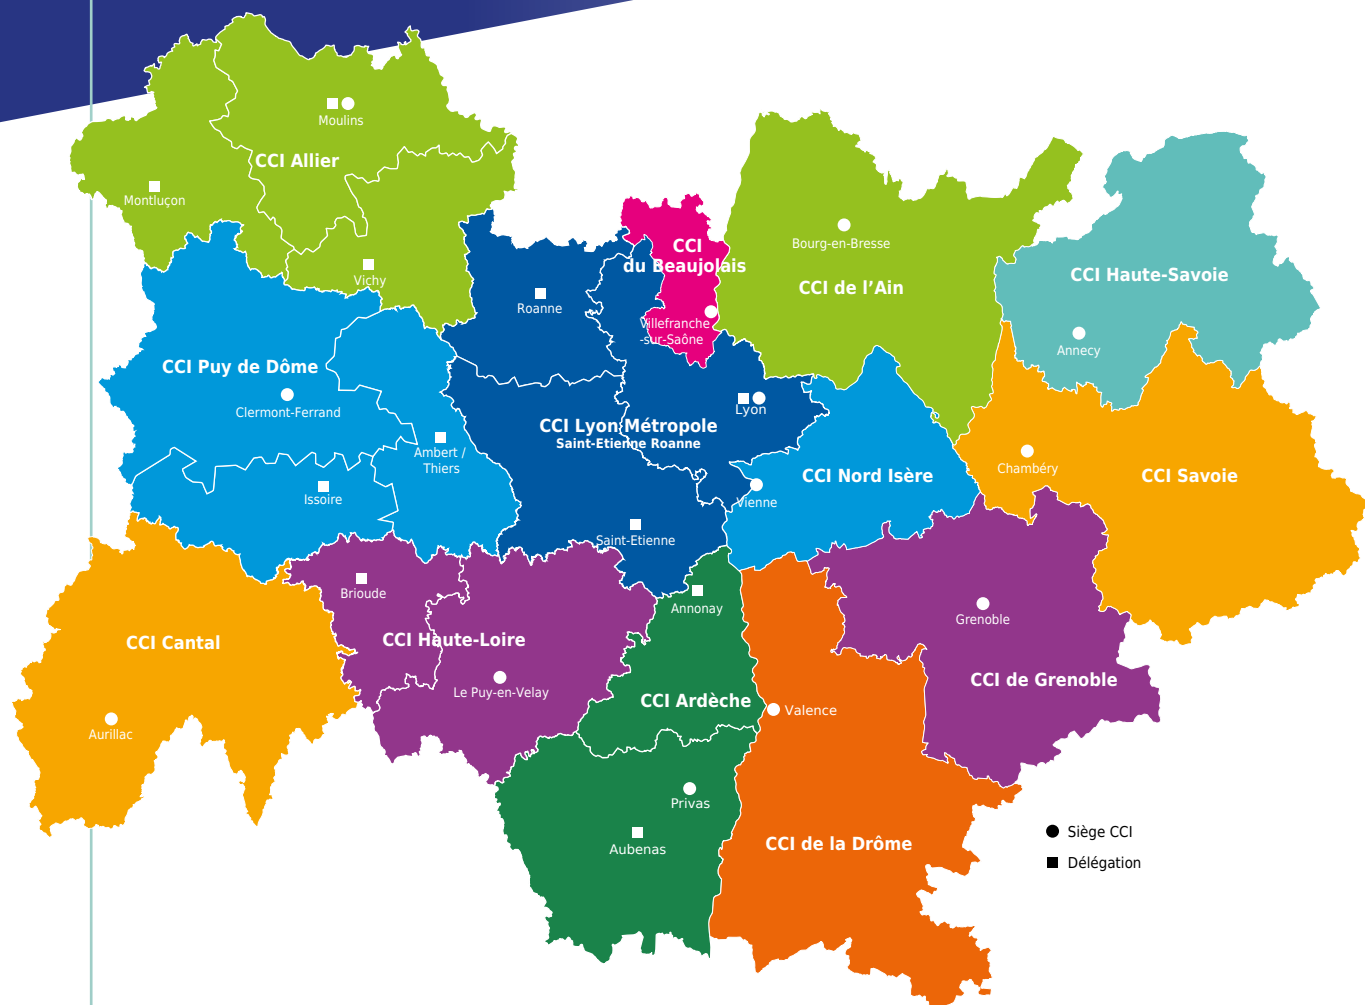 Moulins
CCI Allier
Montluçon
Vichy
CCI
du Beaujolais
Villefranche
-sur-Saône
Bourg-en-Bresse
CCI de l’Ain
CCI Haute-Savoie
Annecy
Roanne
CCI Puy de Dôme
Clermont-Ferrand
Ambert /
Thiers
Issoire
Lyon
CCI Lyon Métropole
Saint-Etienne Roanne
Saint-Etienne
CCI Nord Isère
Vienne
Chambéry
CCI Savoie
Brioude
CCI Haute-Loire
Le Puy-en-Velay
CCI Cantal
Aurillac
Annonay
CCI Ardèche
Privas
Aubenas
Valence
CCI de la Drôme
Grenoble
CCI de Grenoble
Siège CCI
Délégation